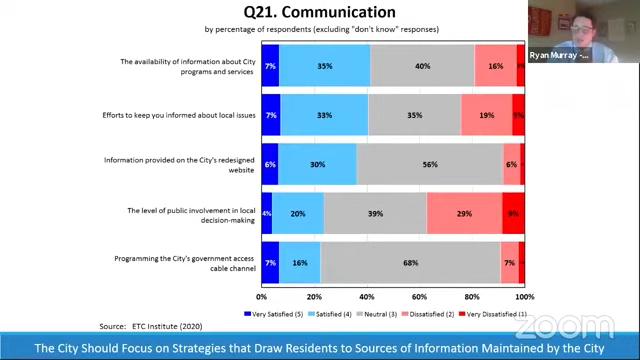 Q21. Communication
by percentage of respondents (excluding "don't know" responses)
Ryan Murray -...
The availability of information about City
programs and services
7% 35% 40% 16%
Efforts to keep you informed about local issues
7% 33% 35% 19% 5%
Information provided on the City's redesigned
website
6% 30% 56% 6%
The level of public involvement in local
decision-making
4% 20% 39% 29% 9%
Programming the City's government access
cable channel
7% 16% 68% 7%
0% 20% 40% 60% 80% 100%
Very Satisfied (5) Satisfied (4) Neutral (3) Dissatisfied (2) Very Dissatisfied (1)
Source: ETC Institute (2020)
zoom
The City Should Focus on Strategies that Draw Residents to Sources of Information Maintained by the City